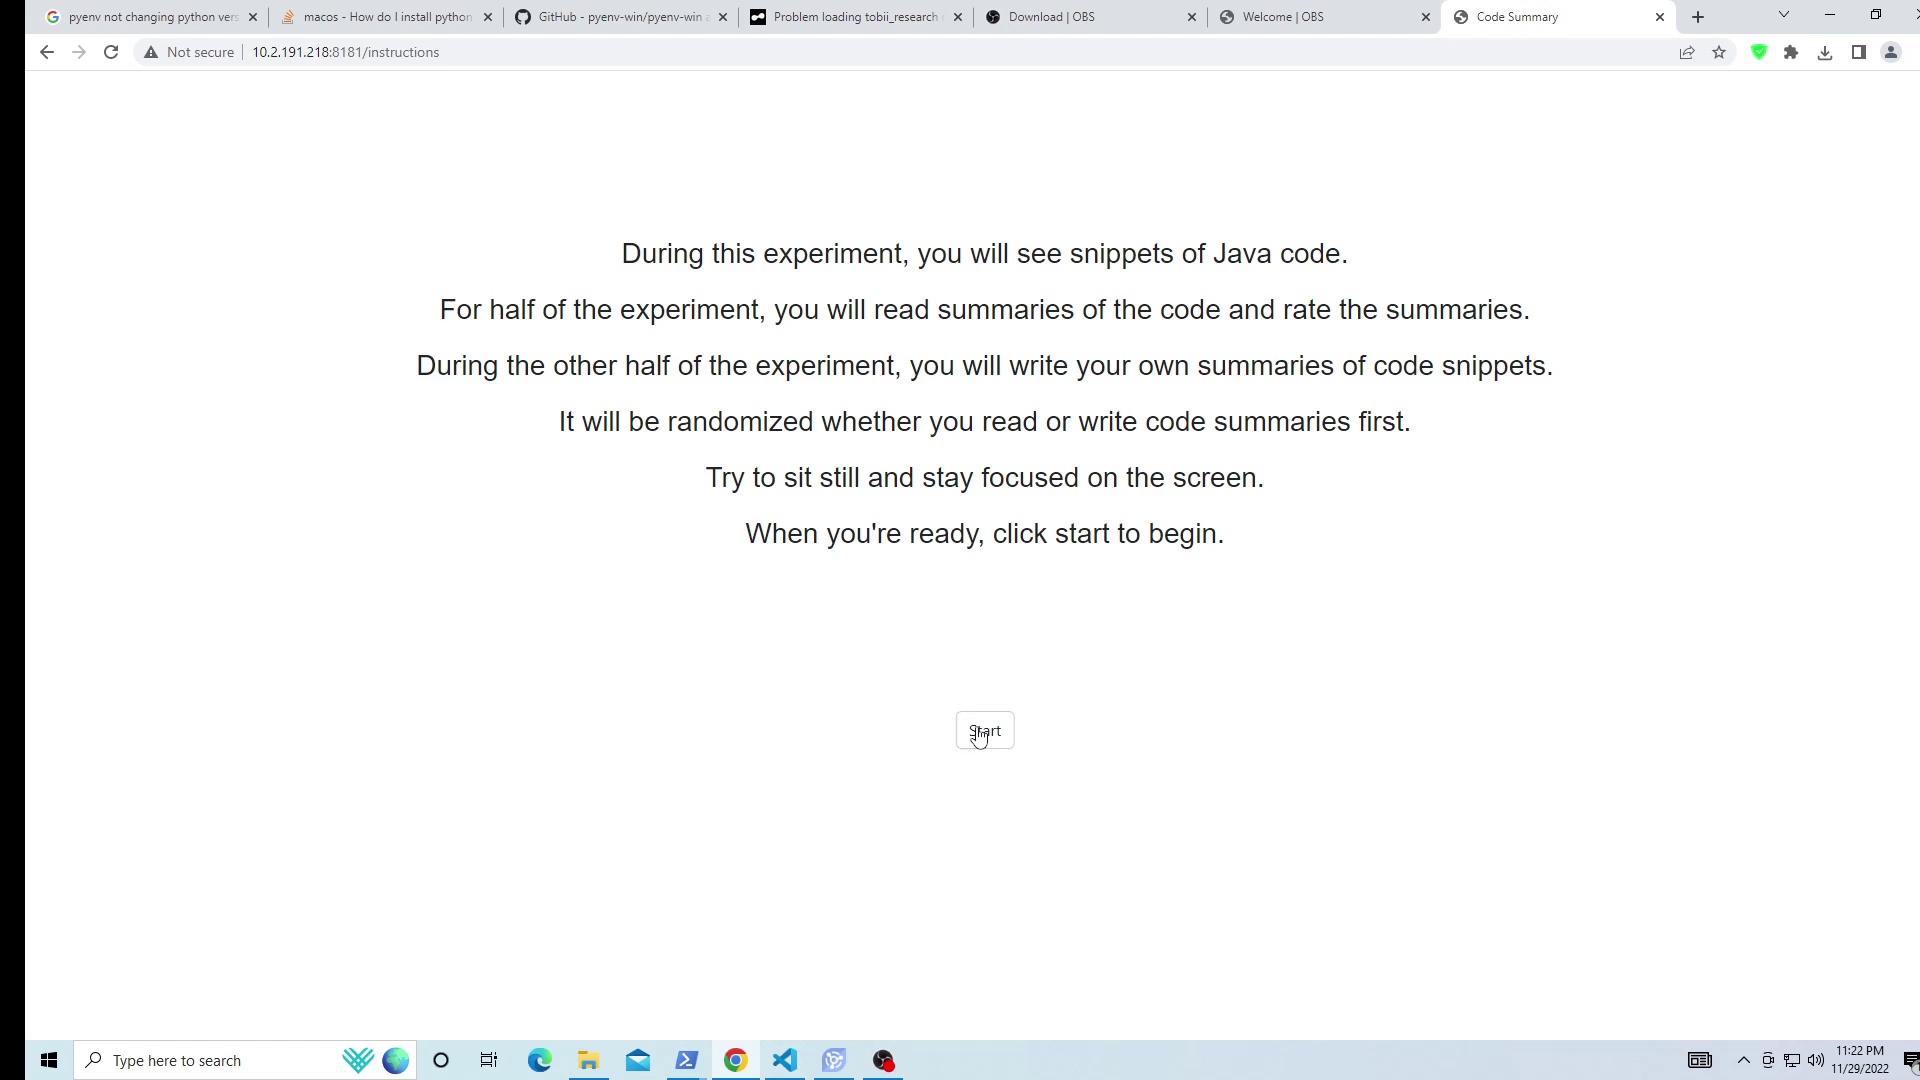 pyenv not changing python vers
macos - How do I install python
GitHub - pyenv-win/pyenv-win a
Problem loading tobii_research
Download | OBS
Welcome | OBS
Code Summary
Not secure
10.2.191.218:8181/instructions
During this experiment, you will see snippets of Java code.
For half of the experiment, you will read summaries of the code and rate the summaries.
During the other half of the experiment, you will write your own summaries of code snippets.
It will be randomized whether you read or write code summaries first.
Try to sit still and stay focused on the screen.
When you're ready, click start to begin.
Start
Type here to search
11:22 PM
11/29/2022